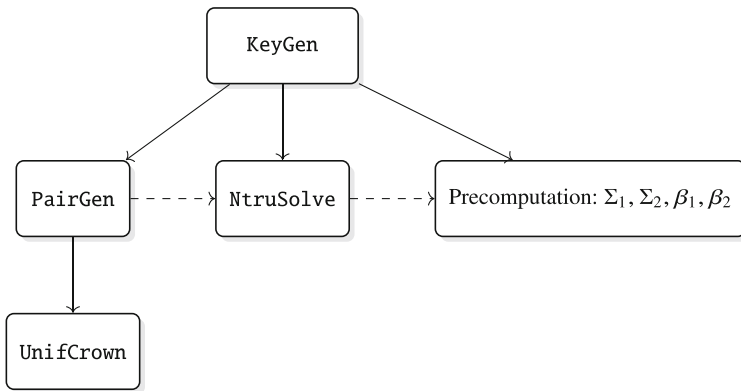 KeyGen
PairGen
NtruSolve
Precomputation: Σ₁, Σ₂, β₁, β₂
UnifCrown